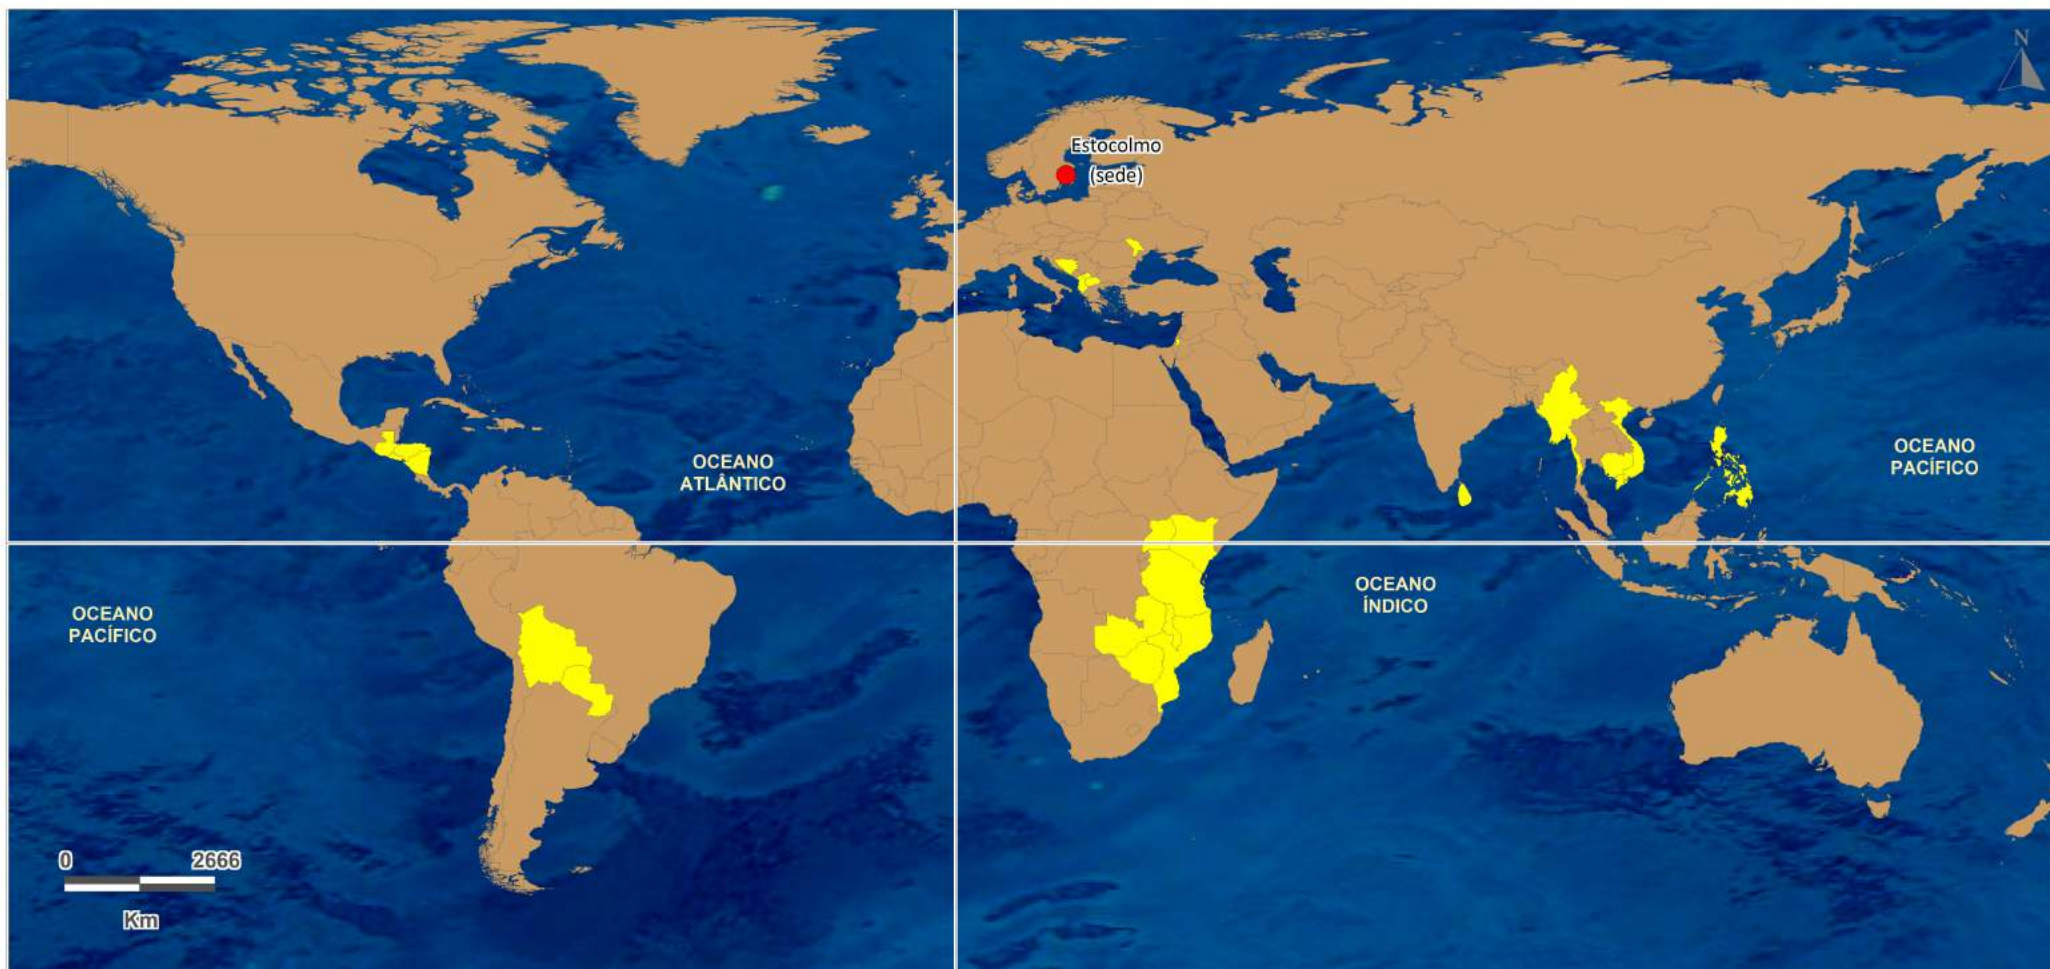 N
Estocolmo
(sede)
OCEANO
ATLÂNTICO
OCEANO
PACÍFICO
OCEANO
PACÍFICO
OCEANO
ÍNDICO
0 2666
Km